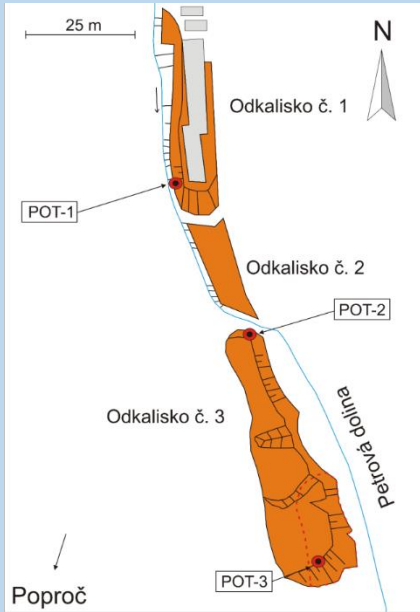 25 m
N
Odkalisko č. 1
POT-1
Odkalisko č. 2
POT-2
Odkalisko č. 3
Petrová dolina
POT-3
Poproč